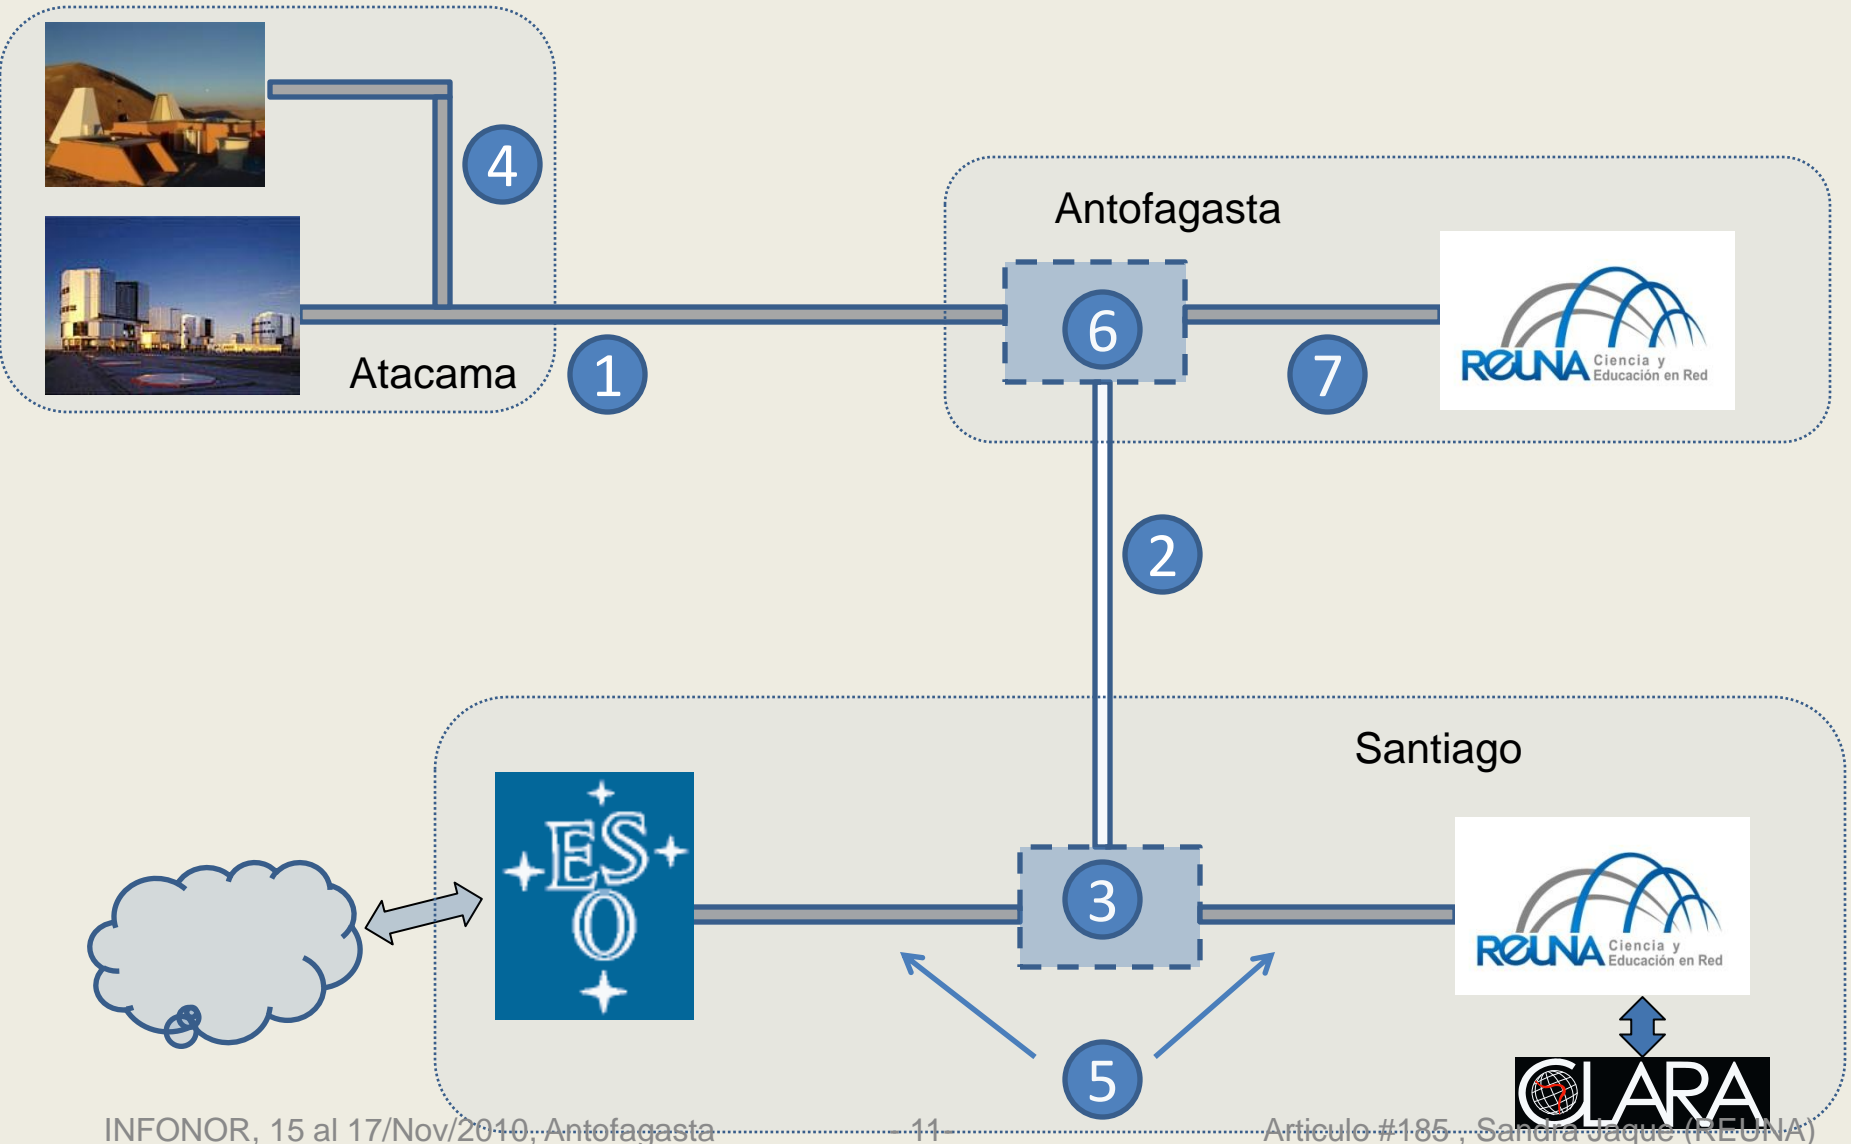 4
Antofagasta
6
REUNA Ciencia y
Educación en Red
Atacama
1
7
2
Santiago
ES
O
3
REUNA Ciencia y
Educación en Red
5
CLARA
INFONOR, 15 al 17/Nov/2010, Antofagasta - 11- Articulo #185 , Sandra Jaque (REUNA)